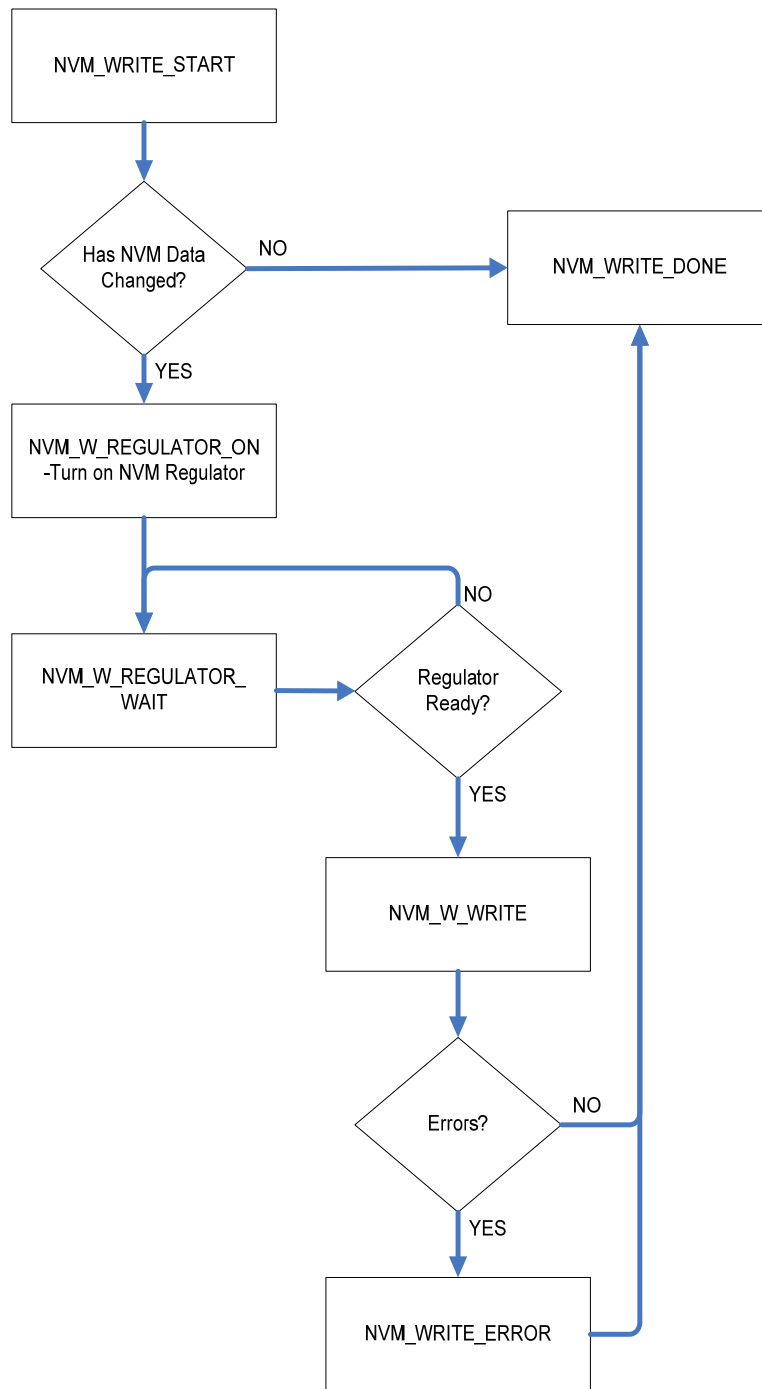 NVM_WRITE_START
Has NVM Data
Changed?
NO
NVM_WRITE_DONE
YES
NVM_W_REGULATOR_ON
-Turn on NVM Regulator
NO
NVM_W_REGULATOR_
WAIT
Regulator
Ready?
YES
NVM_W_WRITE
Errors?
NO
YES
NVM_WRITE_ERROR